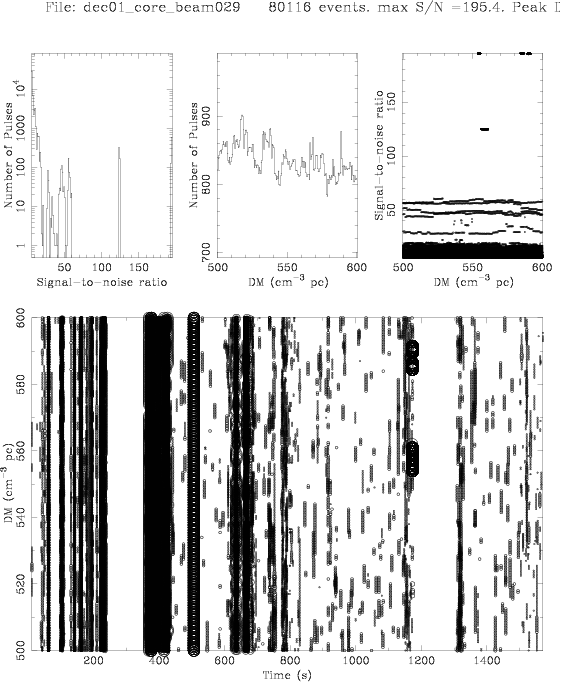 File: dec01_core_beam029 80116 events. max S/N =195.4. Peak D
Number of Pulses
1 10 100 1000 10⁴
50 100 150
Signal-to-noise ratio
Number of Pulses
700 800 900
500 550 600
DM (cm⁻³ pc)
Signal-to-noise ratio
50 100 150
500 550 600
DM (cm⁻³ pc)
DM (cm⁻³ pc)
500 520 540 560 580 600
200 400 600 800 1000 1200 1400
Time (s)